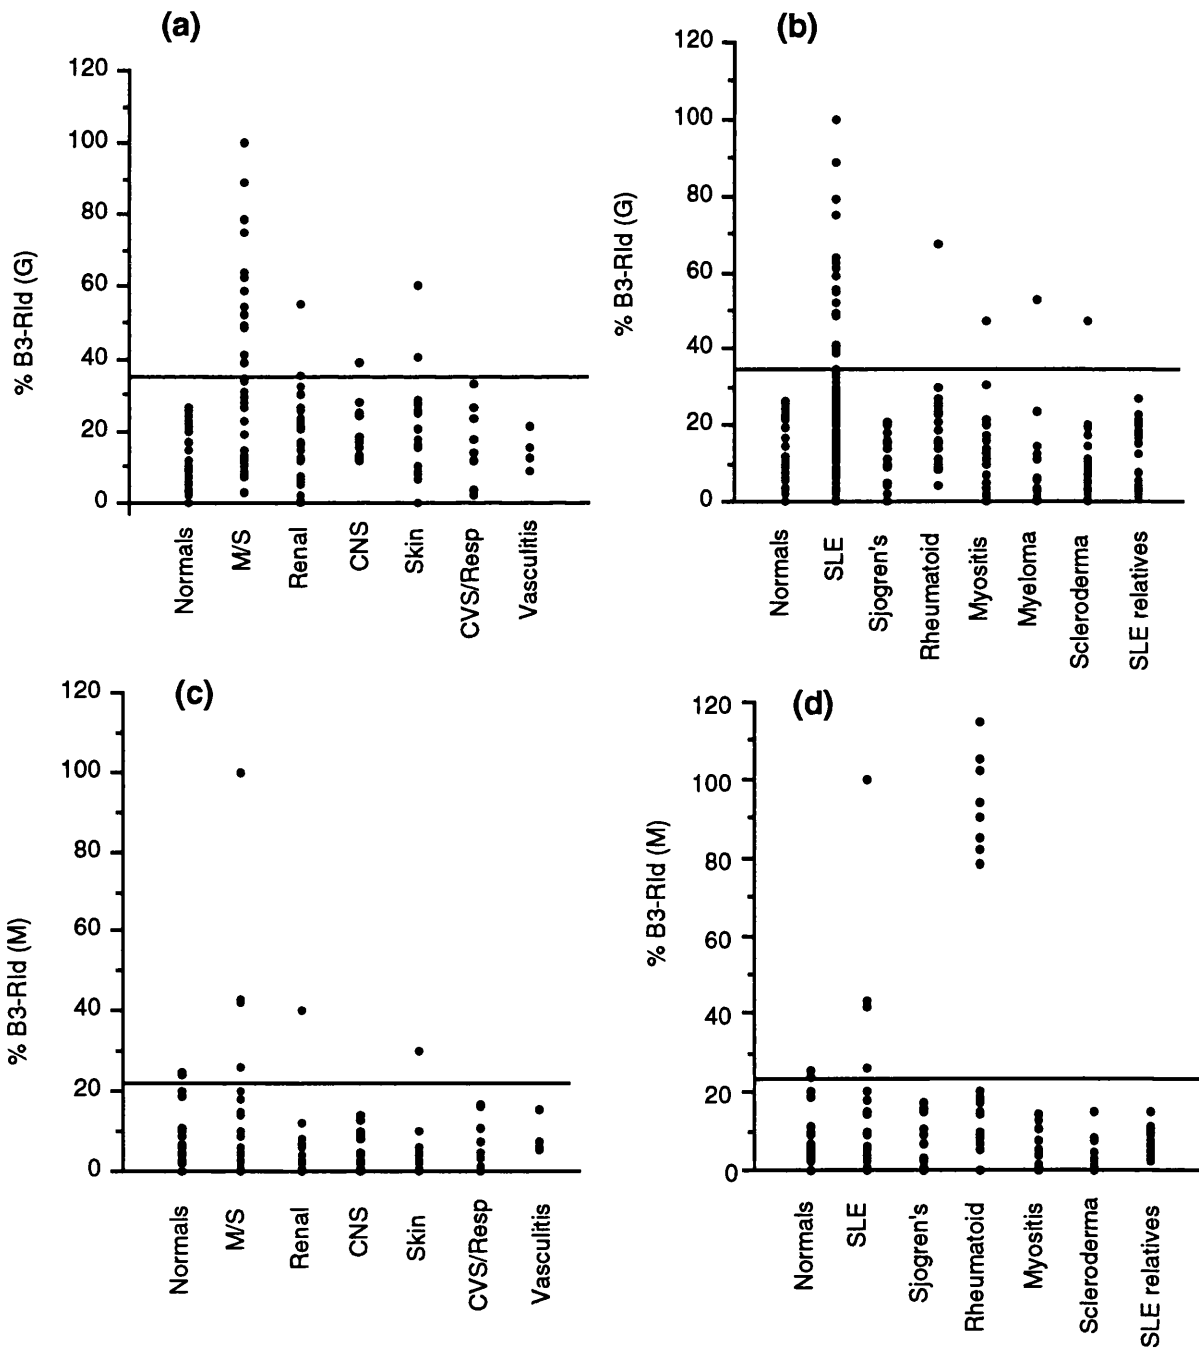 (a)
120
100
80
60
40
20
0
% B3-RId (G)
Normals
M/S
Renal
CNS
Skin
CVS/Resp
Vasculitis
(b)
120
100
80
60
40
20
0
% B3-RId (G)
Normals
SLE
Sjogren's
Rheumatoid
Myositis
Myeloma
Scleroderma
SLE relatives
(c)
120
100
80
60
40
20
0
% B3-RId (M)
Normals
M/S
Renal
CNS
Skin
CVS/Resp
Vasculitis
(d)
120
100
80
60
40
20
0
% B3-RId (M)
Normals
SLE
Sjogren's
Rheumatoid
Myositis
Scleroderma
SLE relatives